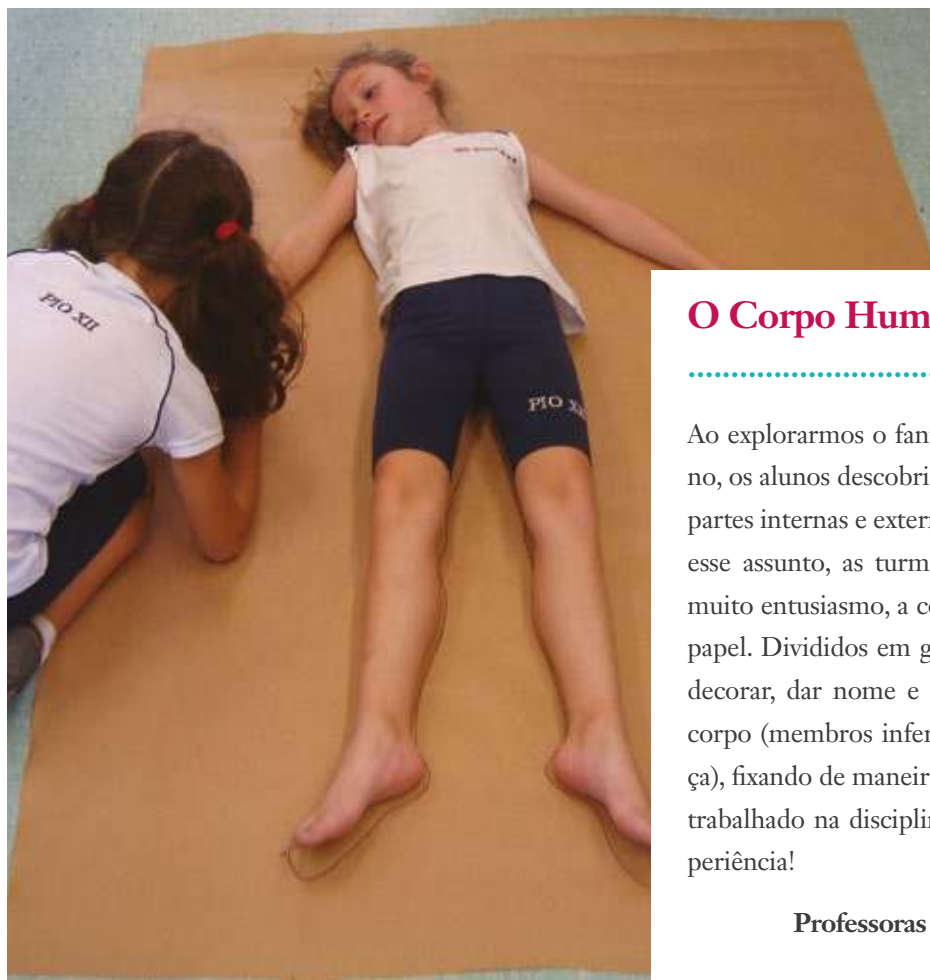 PIO XII
PIO XII
O Corpo Hum
Ao explorarmos o fan
no, os alunos descobri
partes internas e extern
esse assunto, as turm
muito entusiasmo, a co
papel. Divididos em g
decorar, dar nome e
corpo (membros infer
ça), fixando de maneir
trabalhado na disciplin
periência!
Professoras